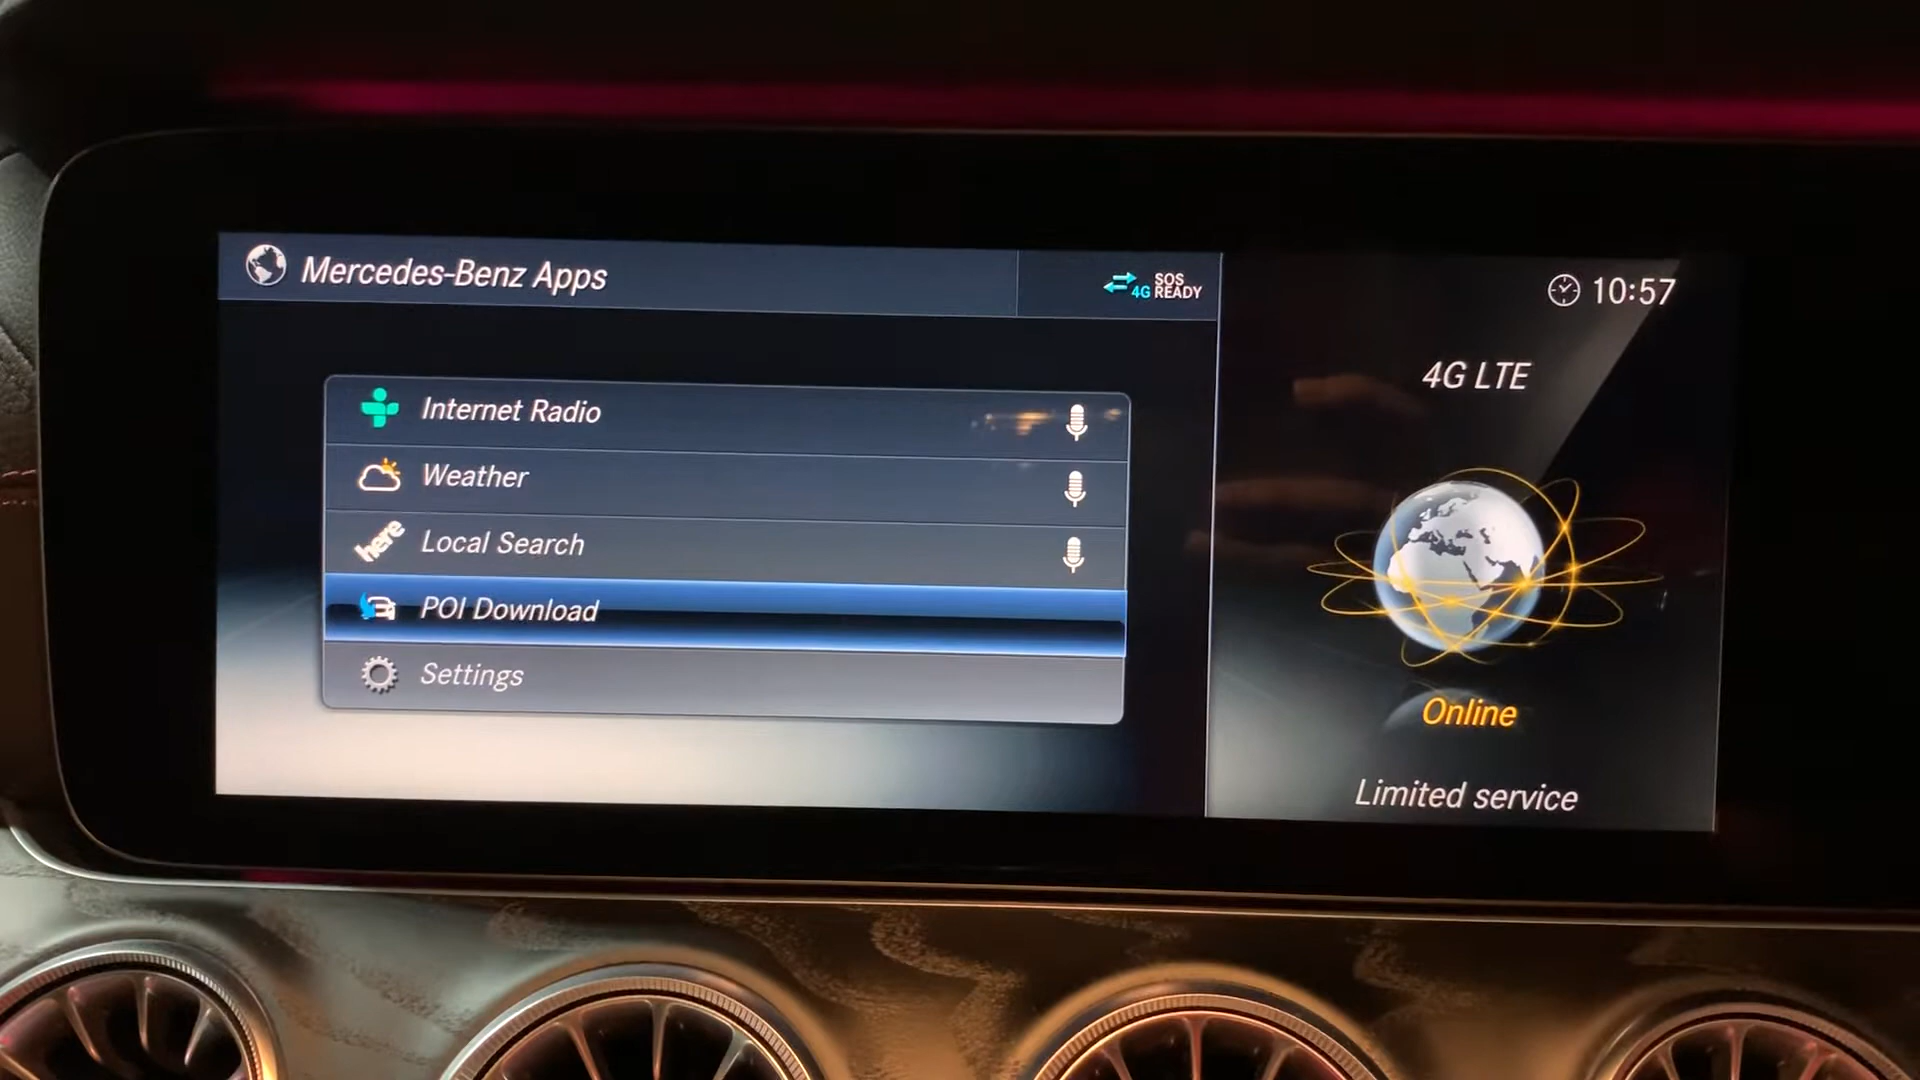 Mercedes-Benz Apps
4G
SOS
READY
10:57
4G LTE
Internet Radio
Weather
here
Local Search
POI Download
Settings
Online
Limited service